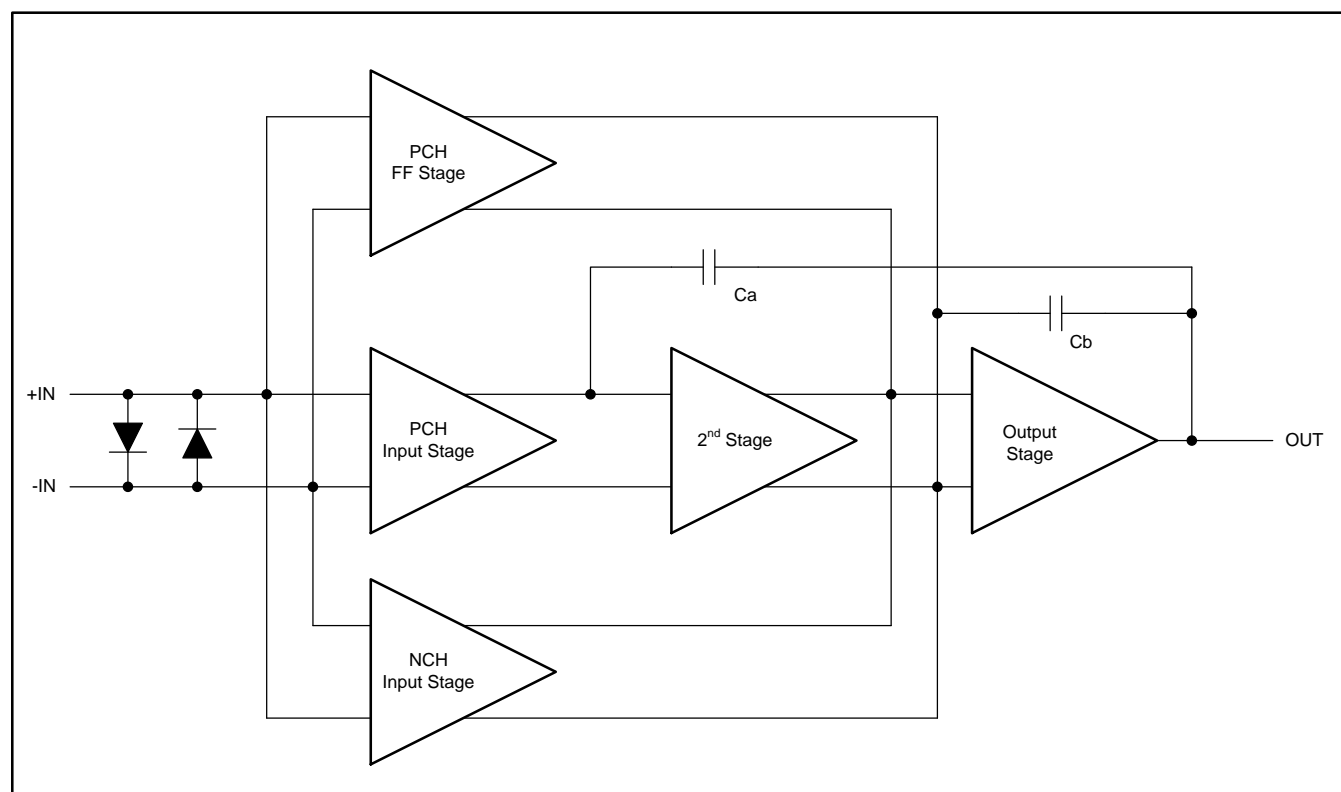 PCH
FF Stage
Ca
Cb
+IN
-IN
PCH
Input Stage
2nd Stage
Output
Stage
OUT
NCH
Input Stage